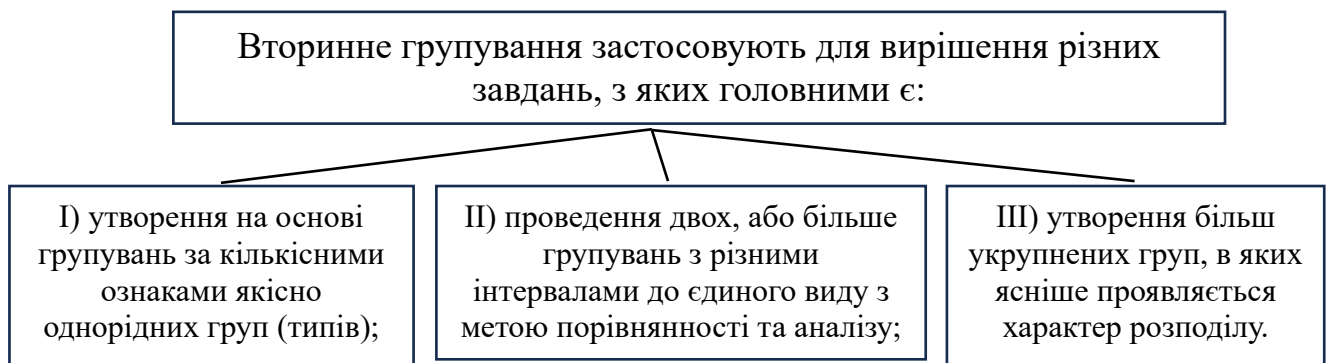 Вторинне групування застосовують для вирішення різних
завдань, з яких головними є:
І) утворення на основі
групувань за кількісними
ознаками якісно
однорідних груп (типів);
ІІ) проведення двох, або більше
групувань з різними
інтервалами до єдиного виду з
метою порівнянності та аналізу;
ІІІ) утворення більш
укрупнених груп, в яких
ясніше проявляється
характер розподілу.